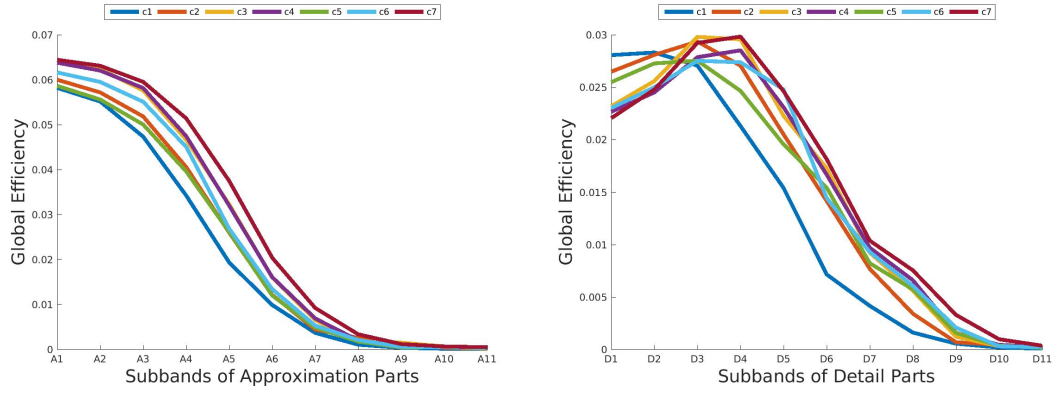 c1 c2 c3 c4 c5 c6 c7
0.07
0.06
0.05
0.04
0.03
0.02
0.01
0
Global Efficiency
A1 A2 A3 A4 A5 A6 A7 A8 A9 A10 A11
Subbands of Approximation Parts
c1 c2 c3 c4 c5 c6 c7
0.03
0.025
0.02
0.015
0.01
0.005
0
Global Efficiency
D1 D2 D3 D4 D5 D6 D7 D8 D9 D10 D11
Subbands of Detail Parts